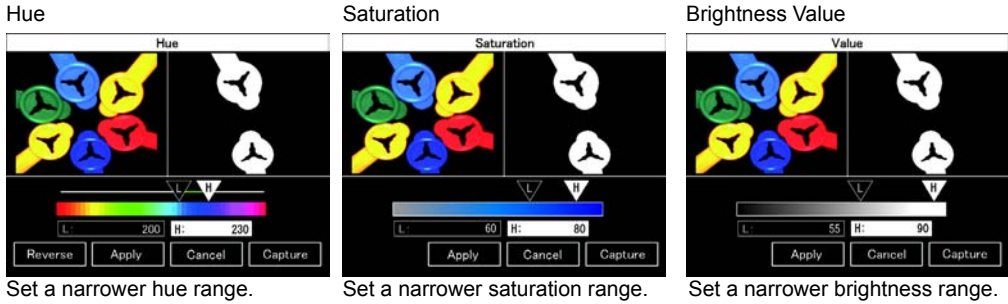 Hue
Saturation
Brightness Value
Hue
L: 200 H: 230
Reverse Apply Cancel Capture
Saturation
L: 60 H: 80
Apply Cancel Capture
Value
L: 55 H: 90
Apply Cancel Capture
L H
L H
L H
Set a narrower hue range.
Set a narrower saturation range.
Set a narrower brightness range.